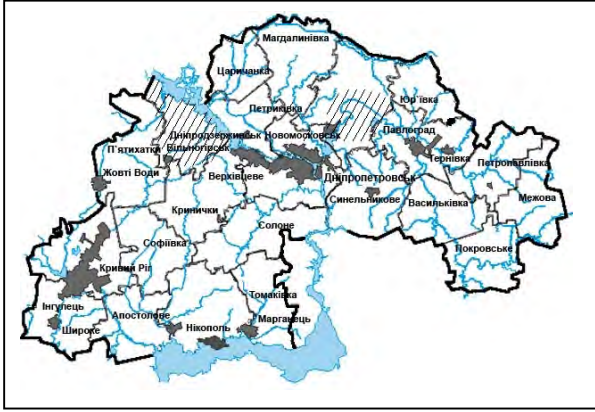 Магдалинівка
Царичанка
Петриківка
Юр'ївка
Дніпродзержинськ
Новомосковськ
Павлоград
Вільногірськ
П'ятихатки
Тернівка
Петропавлівка
Жовті Води
Верхівцеве
Дніпропетровськ
Синельникове
Васильківка
Межова
Кринички
Солоне
Софіївка
Покровське
Кривий Ріг
Інгулець
Апостолове
Томаківка
Широке
Нікополь
Марганець